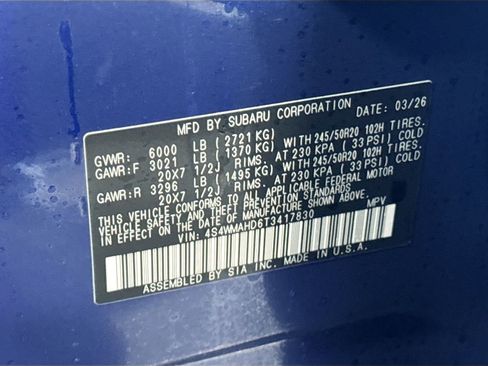 MFD BY SUBARU CORPORATION DATE: 03/26
GVWR: 6000 LB (2721 KG)
GAWR:F 3021 LB (1370 KG) WITH 245/50R20 102H TIRES.
20X7 1/2J RIMS. AT 230 KPA (33 PSI) COLD
GAWR:R 3296 LB (1495 KG) WITH 245/50R20 102H TIRES.
20X7 1/2J RIMS. AT 230 KPA (33 PSI) COLD
THIS VEHICLE CONFORMS TO ALL APPLICABLE FEDERAL MOTOR
VEHICLE SAFETY AND THEFT PREVENTION STANDARDS IN EFFECT
ON THE DATE OF MANUFACTURE SHOWN ABOVE.
VIN: 4S4WMAHD6T3417830 MPV
ASSEMBLED BY SIA INC. MADE IN U.S.A.